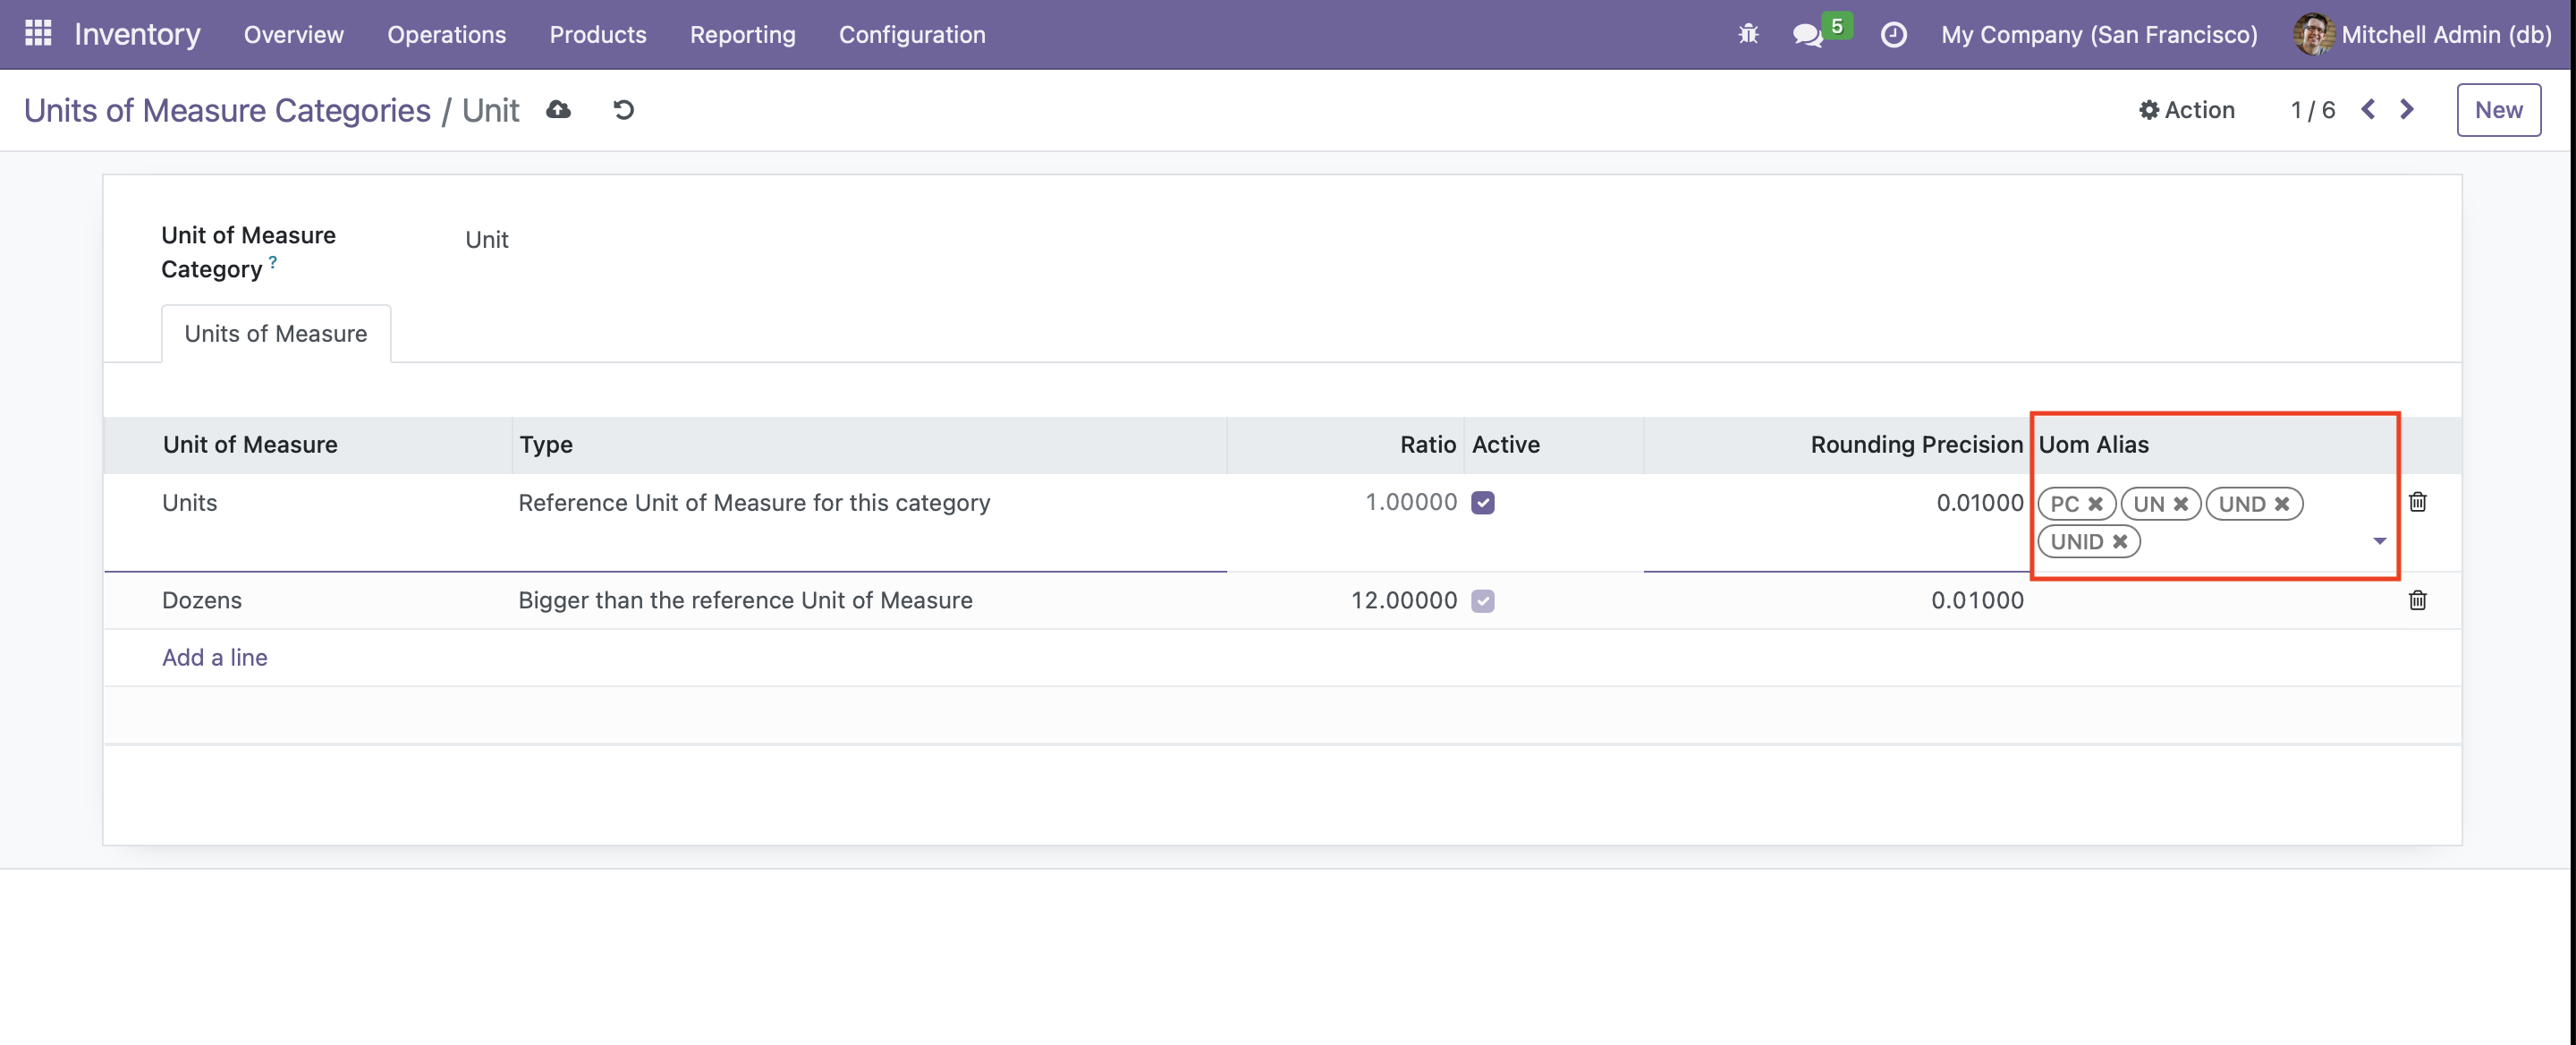 Inventory Overview Operations Products Reporting Configuration 5 My Company (San Francisco) Mitchell Admin (db)
Units of Measure Categories / Unit Action 1 / 6 New
Unit of Measure Category ? Unit
Units of Measure
Unit of Measure Type Ratio Active Rounding Precision Uom Alias
Units Reference Unit of Measure for this category 1.00000 0.01000 PC UN UND
UNID
Dozens Bigger than the reference Unit of Measure 12.00000 0.01000
Add a line